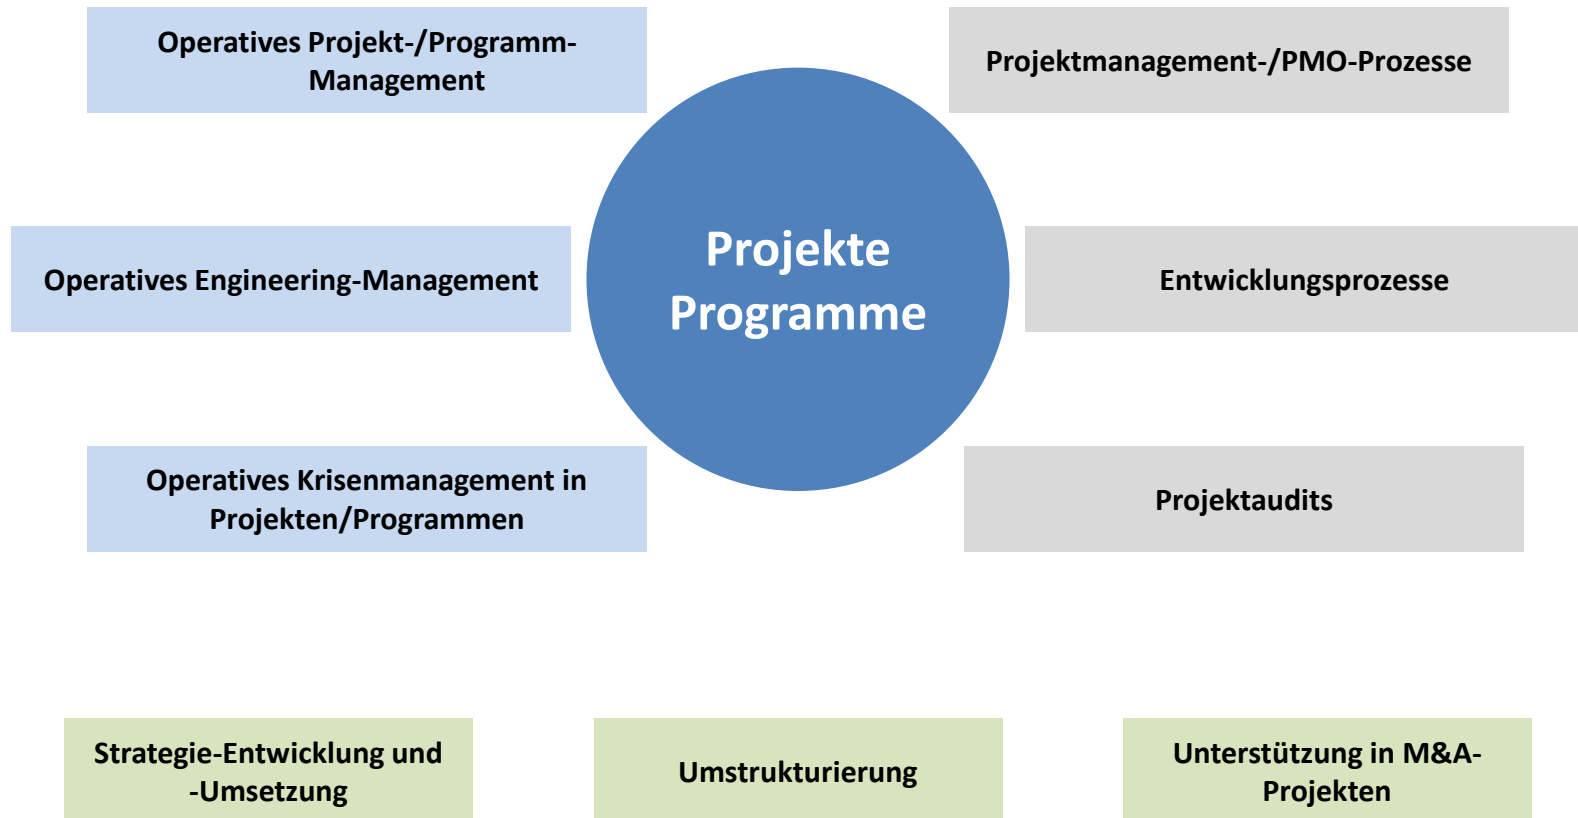 Operatives Projekt-/Programm-
Management
Projektmanagement-/PMO-Prozesse
Projekte
Programme
Operatives Engineering-Management
Entwicklungsprozesse
Operatives Krisenmanagement in
Projekten/Programmen
Projektaudits
Strategie-Entwicklung und
-Umsetzung
Umstrukturierung
Unterstützung in M&A-
Projekten